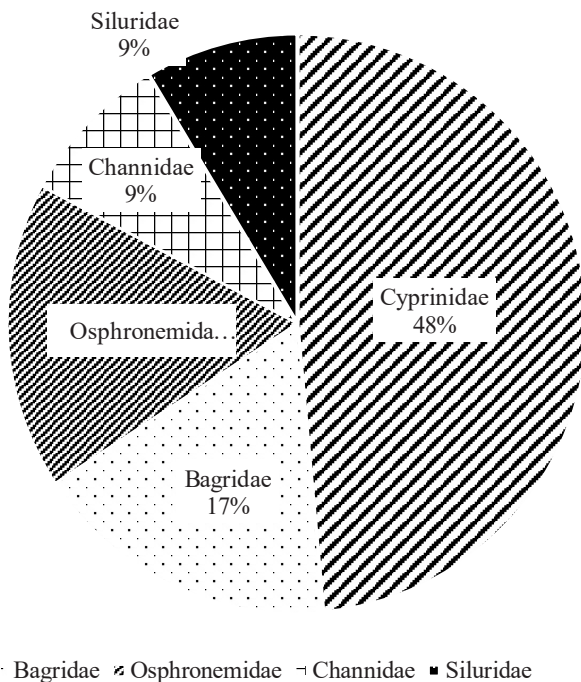 Siluridae
9%
Channidae
9%
Cyprinidae
48%
Osphronemida…
Bagridae
17%
Bagridae Osphronemidae Channidae Siluridae